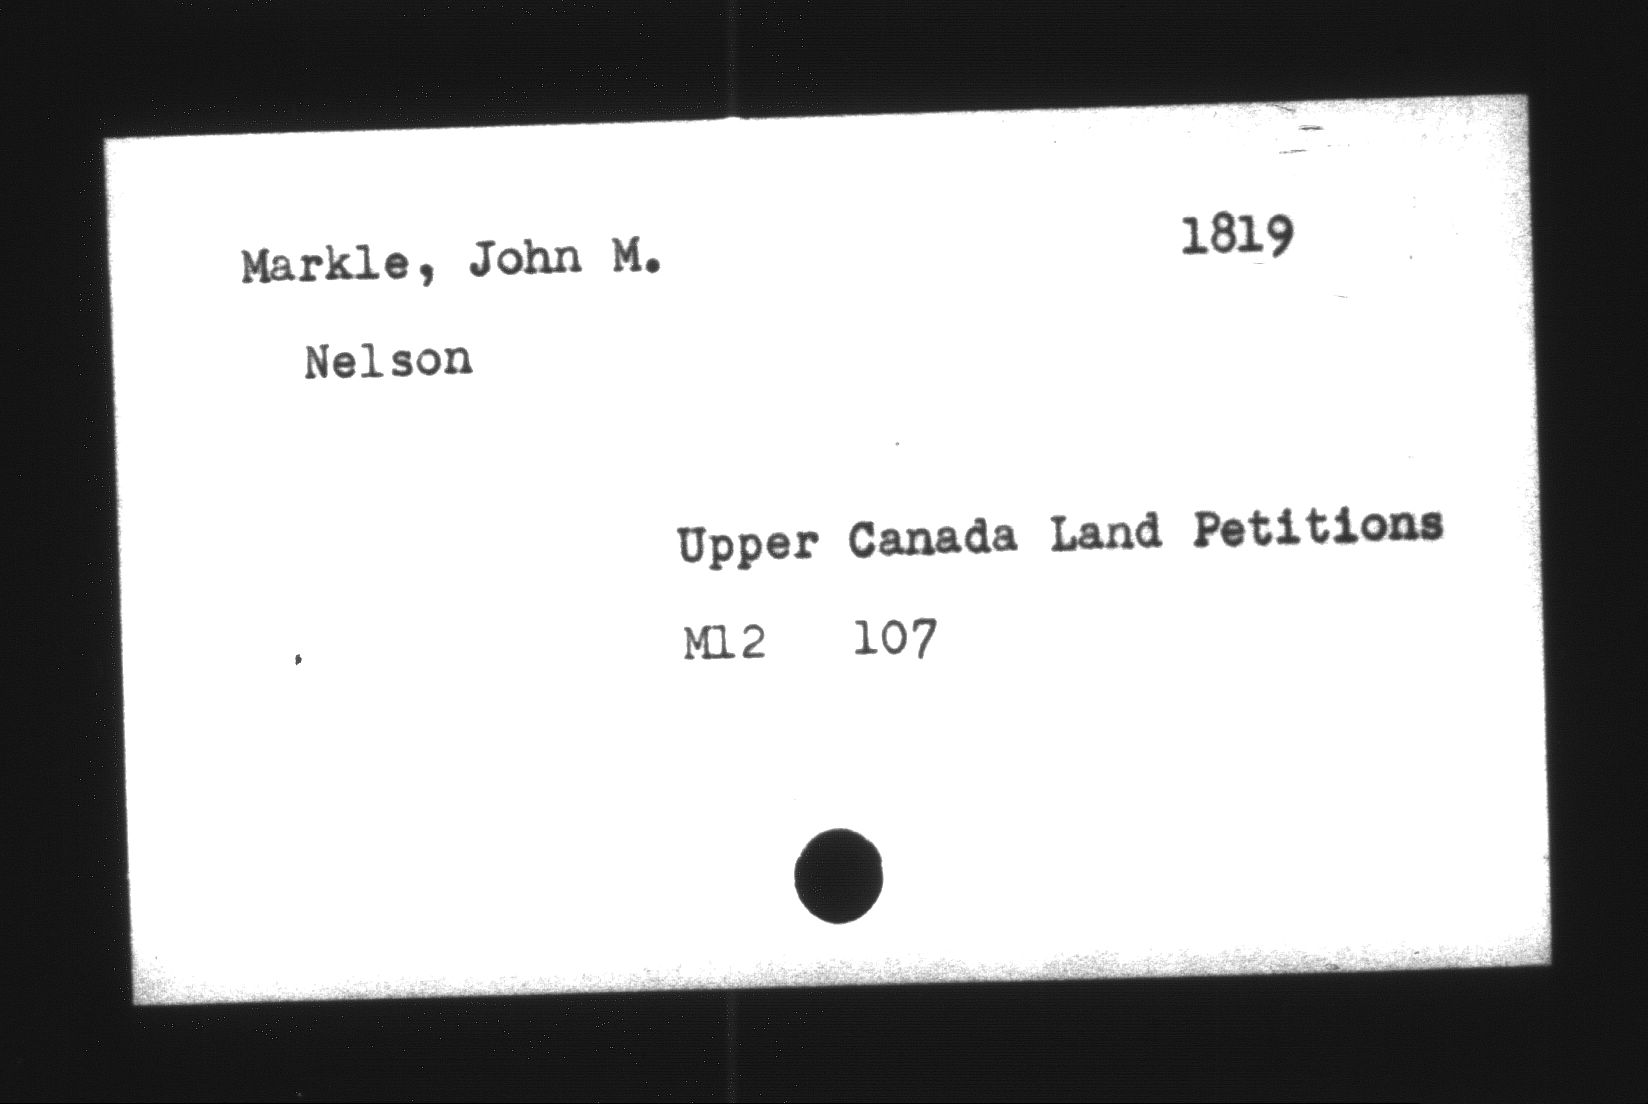 Markle, John M. 1819
Nelson
Upper Canada Land Petitions
M12 107